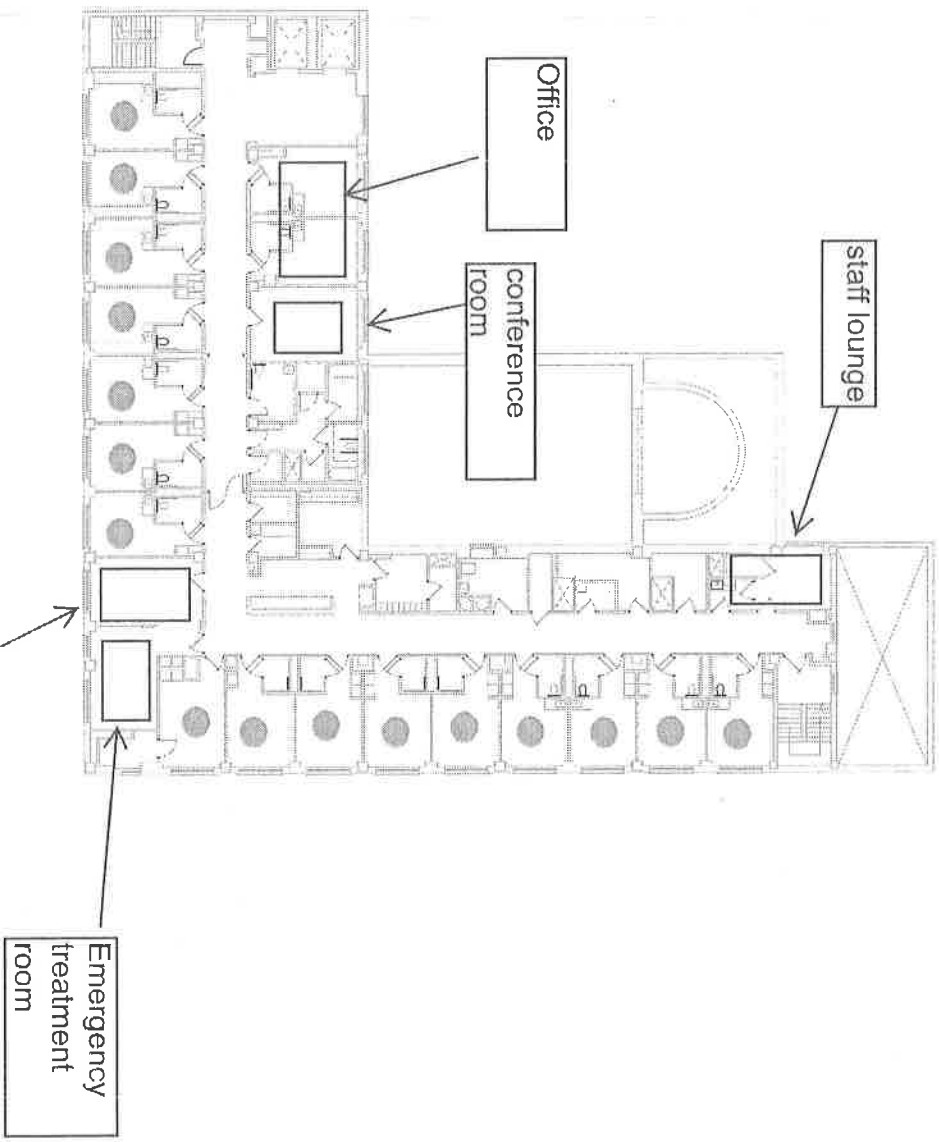 Office
conference
room
staff lounge
Emergency
treatment
room